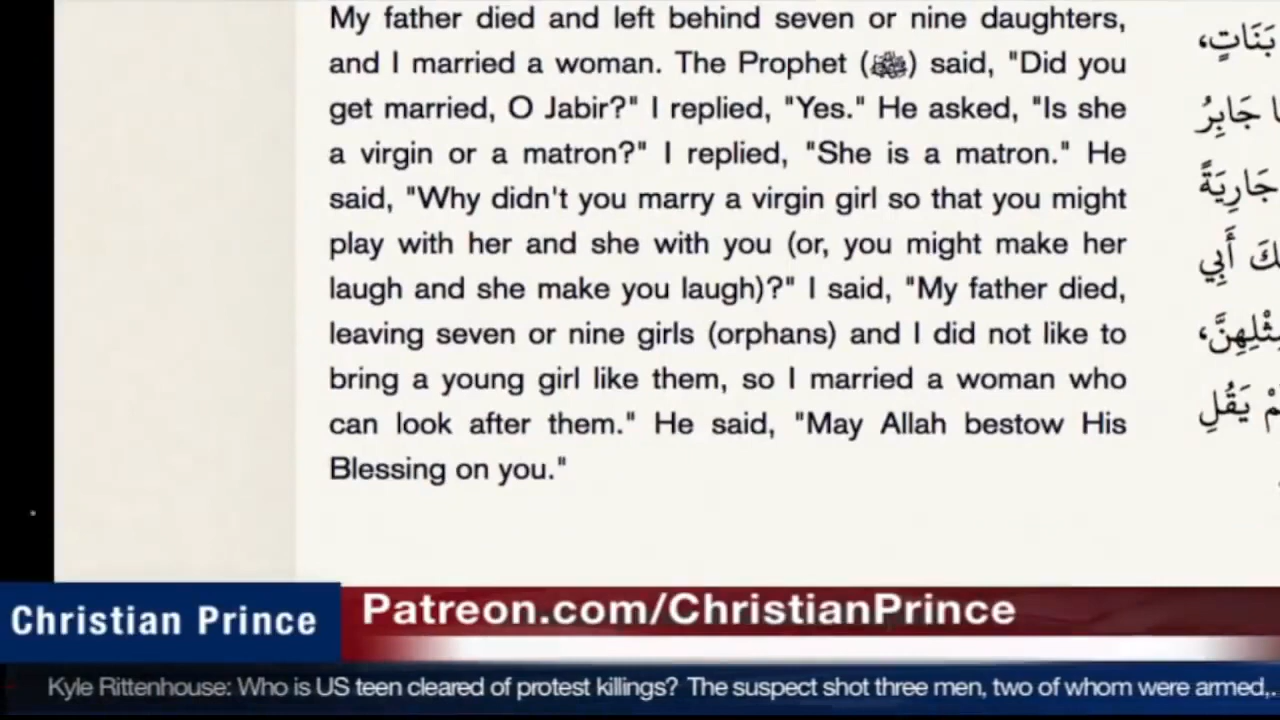 My father died and left behind seven or nine daughters,
and I married a woman. The Prophet (ﷺ) said, "Did you
get married, O Jabir?" I replied, "Yes." He asked, "Is she
a virgin or a matron?" I replied, "She is a matron." He
said, "Why didn't you marry a virgin girl so that you might
play with her and she with you (or, you might make her
laugh and she make you laugh)?" I said, "My father died,
leaving seven or nine girls (orphans) and I did not like to
bring a young girl like them, so I married a woman who
can look after them." He said, "May Allah bestow His
Blessing on you."
بَنَاتٍ،
جَابِرُ
جَارِيَةً
أَبِي
يَقُلِ
Christian Prince
Patreon.com/ChristianPrince
Kyle Rittenhouse: Who is US teen cleared of protest killings? The suspect shot three men, two of whom were armed,..